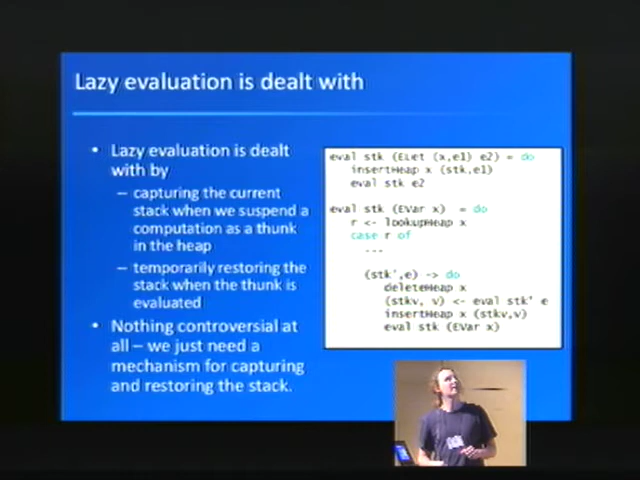 Lazy evaluation is dealt with
• Lazy evaluation is dealt
with by
– capturing the current
stack when we suspend a
computation as a thunk
in the heap
– temporarily restoring the
stack when the thunk is
evaluated
• Nothing controversial at
all – we just need a
mechanism for capturing
and restoring the stack.
eval stk (ELet (x,e1) e2) = do
insertHeap x (stk,e1)
eval stk e2
eval stk (EVar x) = do
r <- lookupHeap x
case r of
...
(stk',e) -> do
deleteHeap x
(stkv, v) <- eval stk' e
insertHeap x (stkv,v)
eval stk (EVar x)